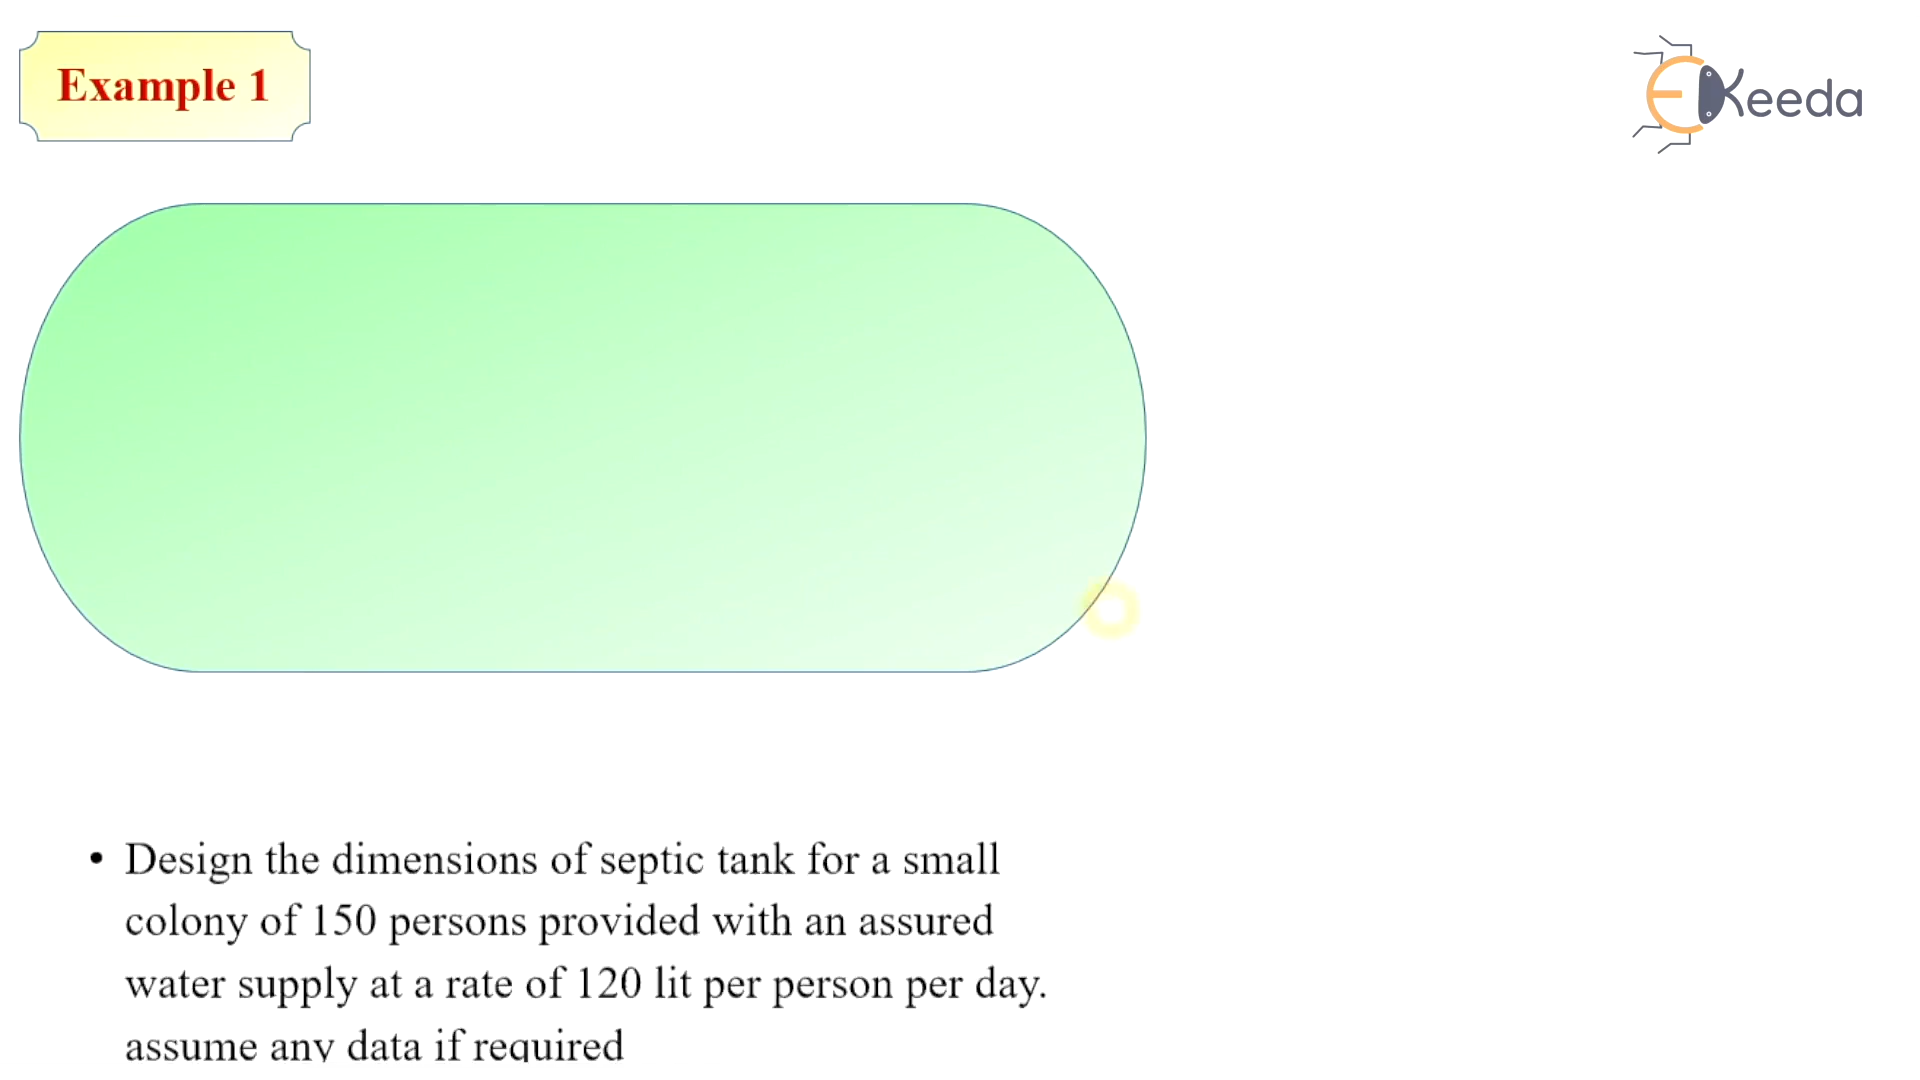 Example 1
EKeeda
• Design the dimensions of septic tank for a small
colony of 150 persons provided with an assured
water supply at a rate of 120 lit per person per day.
assume any data if required